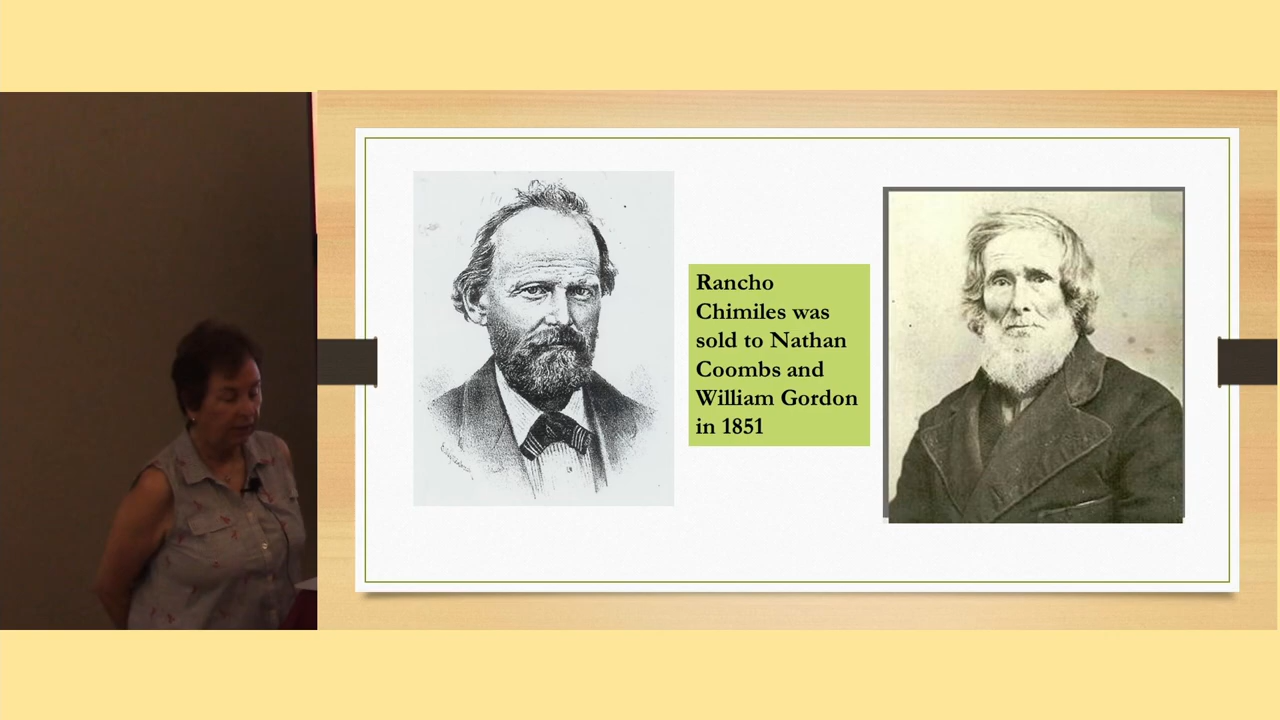 Rancho
Chimiles was
sold to Nathan
Coombs and
William Gordon
in 1851